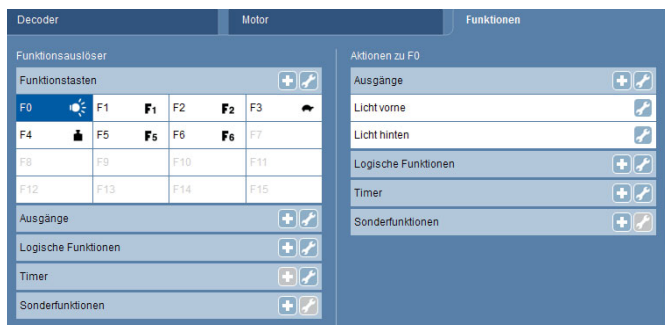 Decoder Motor Funktionen
Funktionsauslöser
Funktionstasten
F0 F1 F1 F2 F2 F3
F4 F5 F5 F6 F6 F7
F8 F9 F10 F11
F12 F13 F14 F15
Ausgänge
Logische Funktionen
Timer
Sonderfunktionen
Aktionen zu F0
Ausgänge
Licht vorne
Licht hinten
Logische Funktionen
Timer
Sonderfunktionen